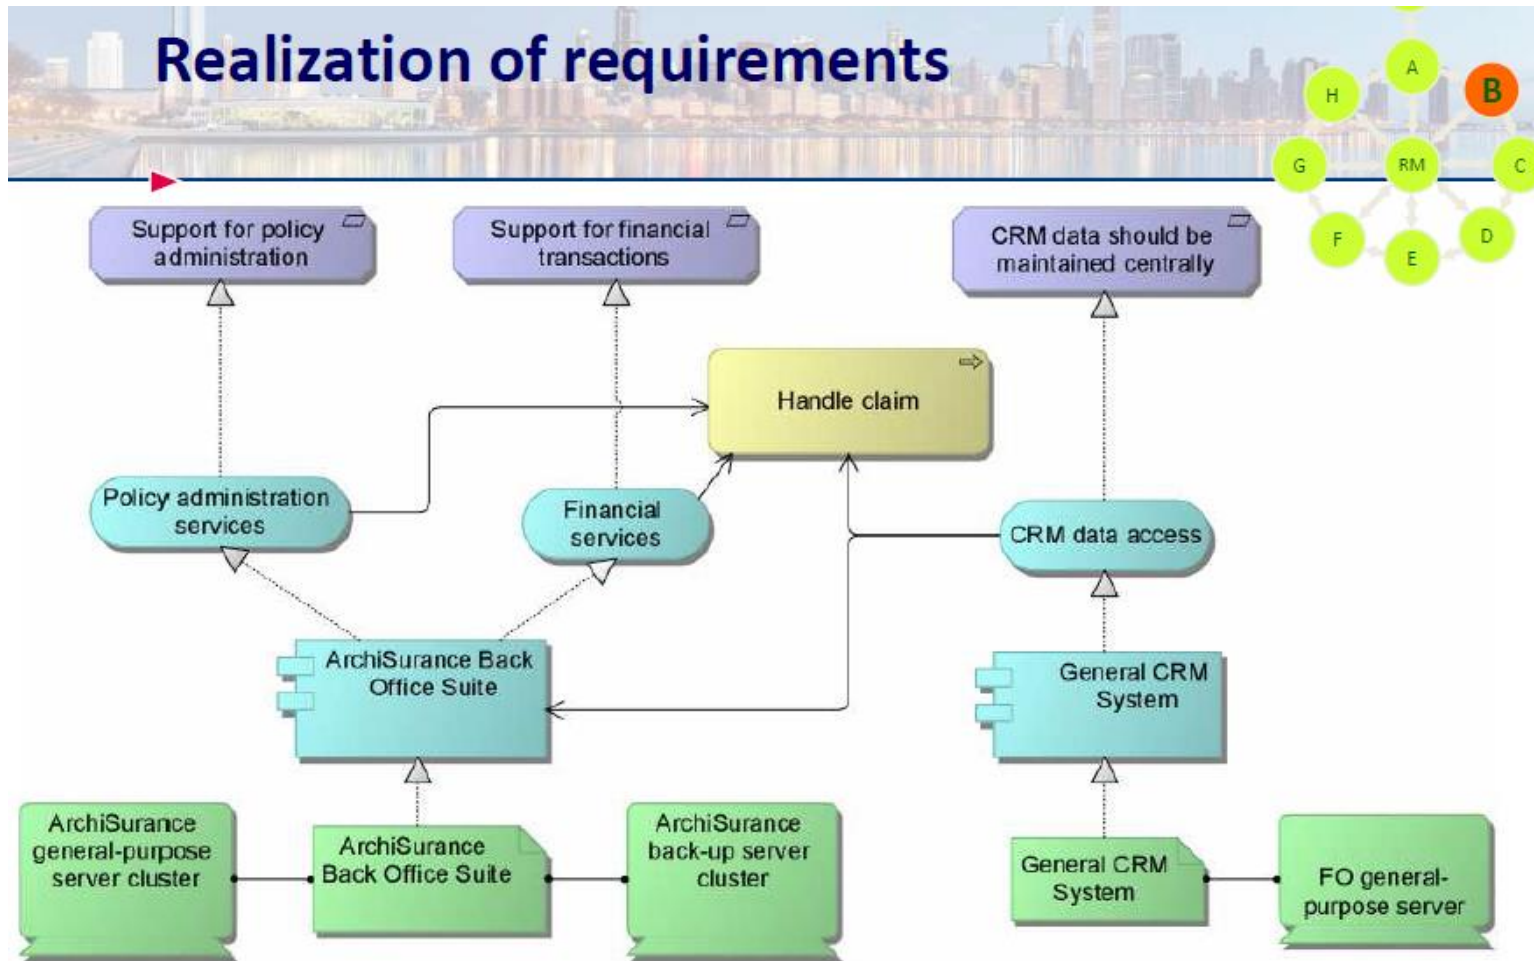 Realization of requirements
A
B
H
G
RM
C
F
E
D
Support for policy
administration
Support for financial
transactions
CRM data should be
maintained centrally
Handle claim
Policy administration
services
Financial
services
CRM data access
ArchiSurance Back
Office Suite
General CRM
System
ArchiSurance
general-purpose
server cluster
ArchiSurance
Back Office Suite
ArchiSurance
back-up server
cluster
General CRM
System
FO general-
purpose server